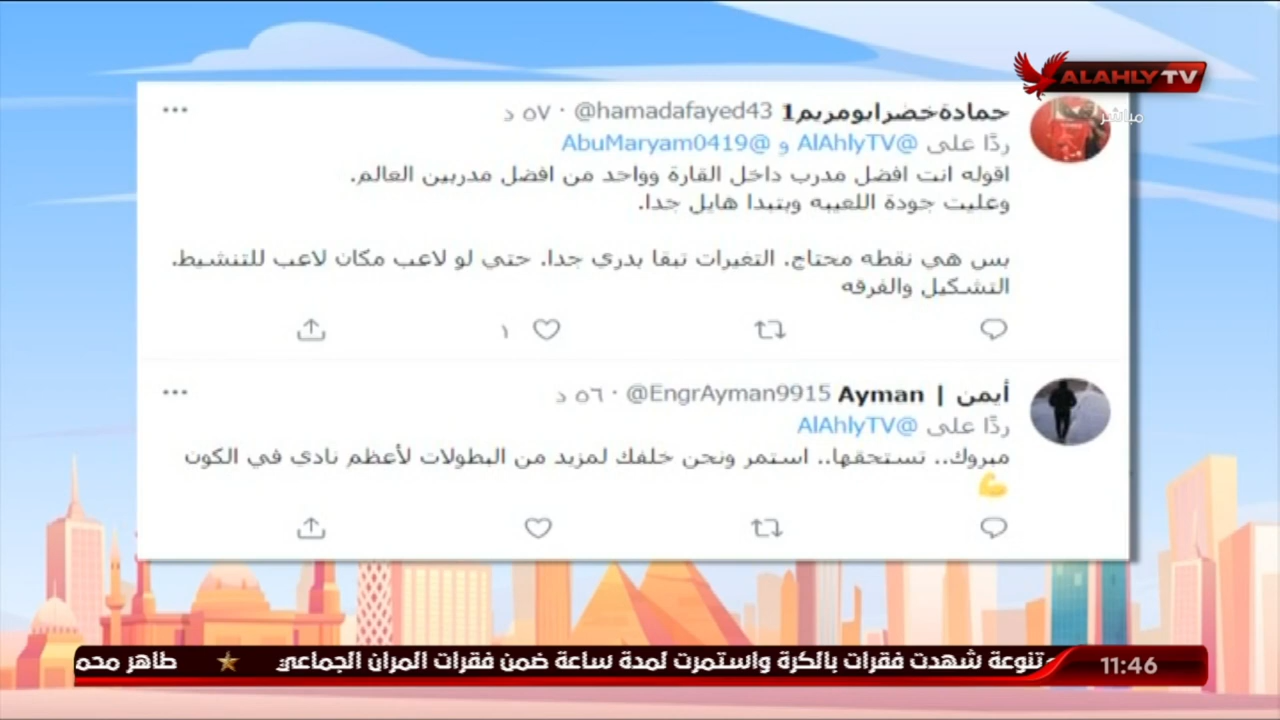 ALAHLY TV
مباشر
حمادةخضرابومريم1 @hamadafayed43 · ٥٧ د
ردًا على @AlAhlyTV و @AbuMaryam0419
اقوله انت افضل مدرب داخل القارة وواحد من افضل مدربين العالم.
وعليت جودة اللعيبه وبتبدا هايل جدا.
بس هي نقطه محتاج. التغيرات تبقا بدري جدا. حتي لو لاعب مكان لاعب للتنشيط.
التشكيل والفرقه
١
أيمن | Ayman @EngrAyman9915 · ٥٦ د
ردًا على @AlAhlyTV
مبروك.. تستحقها.. استمر ونحن خلفك لمزيد من البطولات لأعظم نادي في الكون
💪
11:46 تنوعة شهدت فقرات بالكرة واستمرت لمدة ساعة ضمن فقرات المران الجماعي ★ طاهر محم